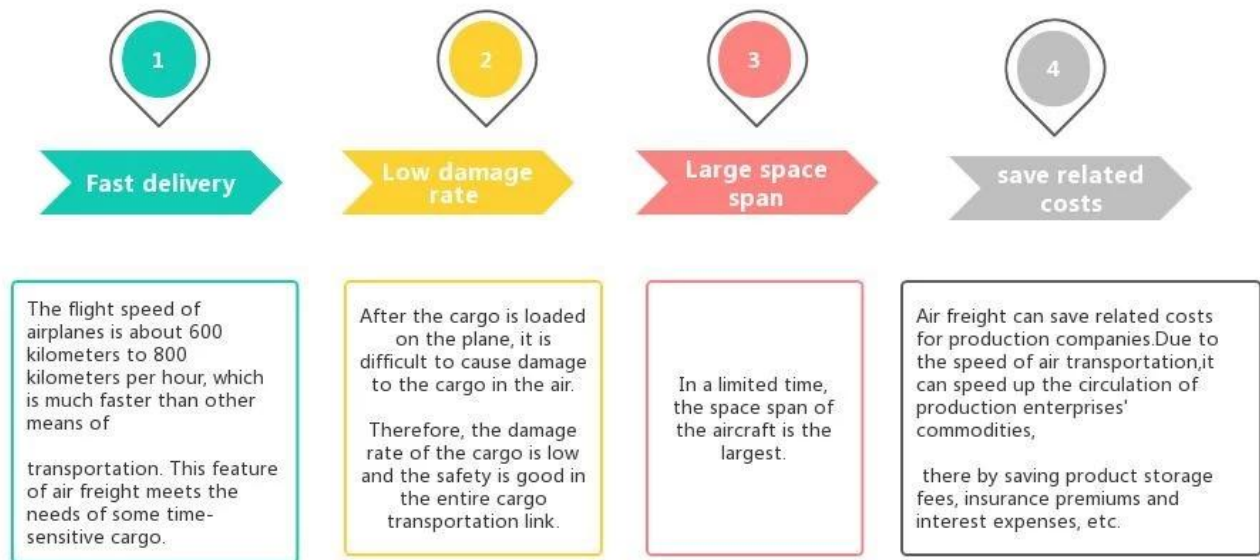 1
Fast delivery
The flight speed of
airplanes is about 600
kilometers to 800
kilometers per hour, which
is much faster than other
means of
transportation. This feature
of air freight meets the
needs of some time-
sensitive cargo.
2
Low damage
rate
After the cargo is loaded
on the plane, it is
difficult to cause damage
to the cargo in the air.
Therefore, the damage
rate of the cargo is low
and the safety is good in
the entire cargo
transportation link.
3
Large space
span
In a limited time,
the space span of
the aircraft is the
largest.
4
save related
costs
Air freight can save related costs
for production companies.Due to
the speed of air transportation,it
can speed up the circulation of
production enterprises'
commodities,
there by saving product storage
fees, insurance premiums and
interest expenses, etc.